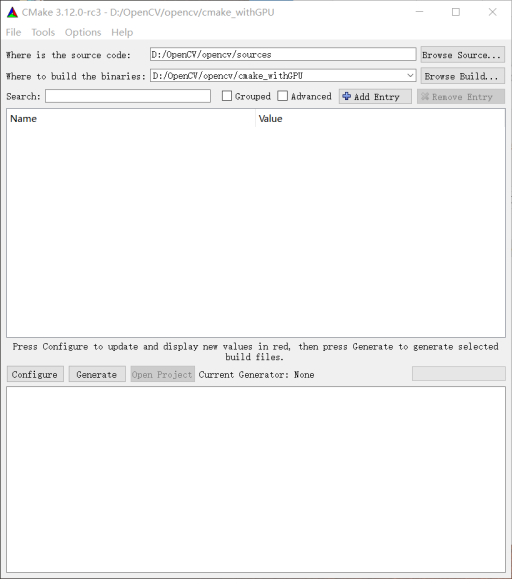 CMake 3.12.0-rc3 - D:/OpenCV/opencv/cmake_withGPU
File Tools Options Help
Where is the source code: D:/OpenCV/opencv/sources Browse Source...
Where to build the binaries: D:/OpenCV/opencv/cmake_withGPU Browse Build...
Search: Grouped Advanced Add Entry Remove Entry
Name Value
Press Configure to update and display new values in red, then press Generate to generate selected
build files.
Configure Generate Open Project Current Generator: None